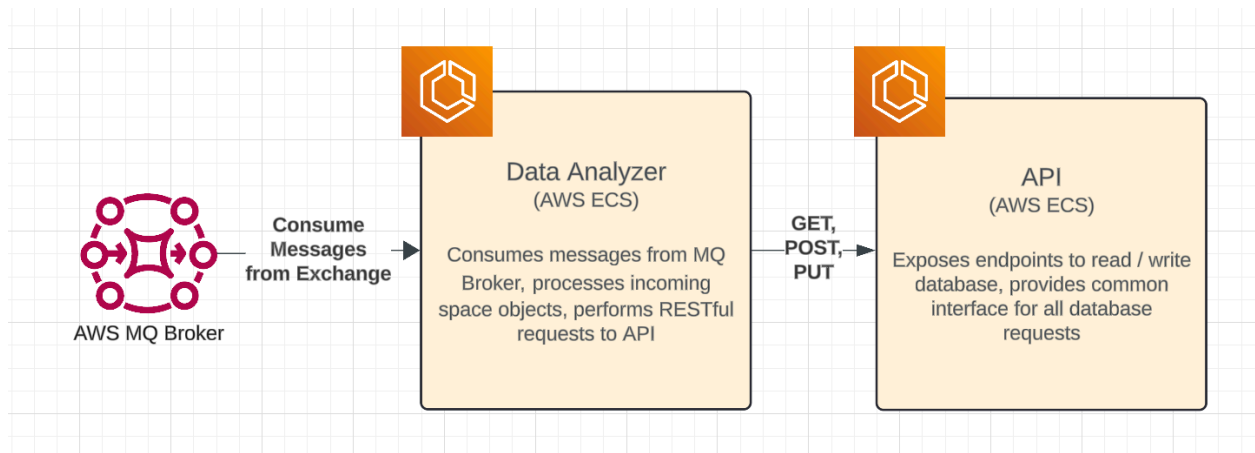 AWS MQ Broker
Consume
Messages
from Exchange
Data Analyzer
(AWS ECS)
Consumes messages from MQ
Broker, processes incoming
space objects, performs RESTful
requests to API
GET,
POST,
PUT
API
(AWS ECS)
Exposes endpoints to read / write
database, provides common
interface for all database
requests